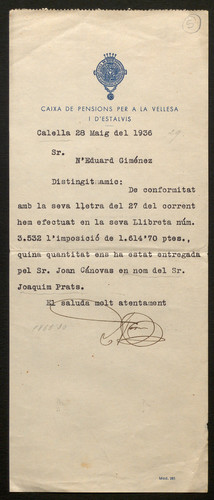 CAIXA DE PENSIONS PER A LA VELLESA
I D'ESTALVIS
Calella 28 Maig del 1936
Sr.
Nº Eduard Giménez
Distingit amic:
De conformitat
amb la seva lletra del 27 del corrent
hem efectuat en la seva Llibreta núm.
3.532 l'imposició de 1.614'70 ptes.,
quina quantitat ens ha estat entregada
pel Sr. Joan Cánovas en nom del Sr.
Joaquim Prats.
El saluda molt atentament